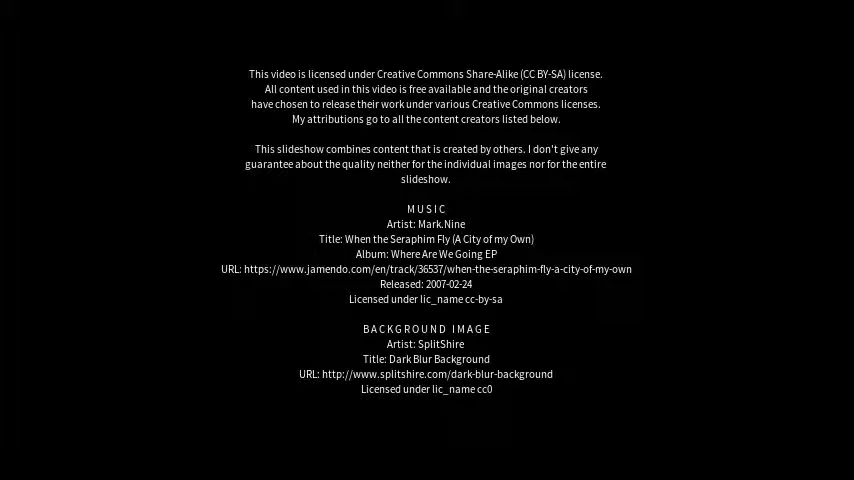 This video is licensed under Creative Commons Share-Alike (CC BY-SA) license.
All content used in this video is free available and the original creators
have chosen to release their work under various Creative Commons licenses.
My attributions go to all the content creators listed below.
This slideshow combines content that is created by others. I don't give any
guarantee about the quality neither for the individual images nor for the entire
slideshow.
MUSIC
Artist: Mark.Nine
Title: When the Seraphim Fly (A City of my Own)
Album: Where Are We Going EP
URL: https://www.jamendo.com/en/track/36537/when-the-seraphim-fly-a-city-of-my-own
Released: 2007-02-24
Licensed under lic_name cc-by-sa
BACKGROUND IMAGE
Artist: SplitShire
Title: Dark Blur Background
URL: http://www.splitshire.com/dark-blur-background
Licensed under lic_name cc0